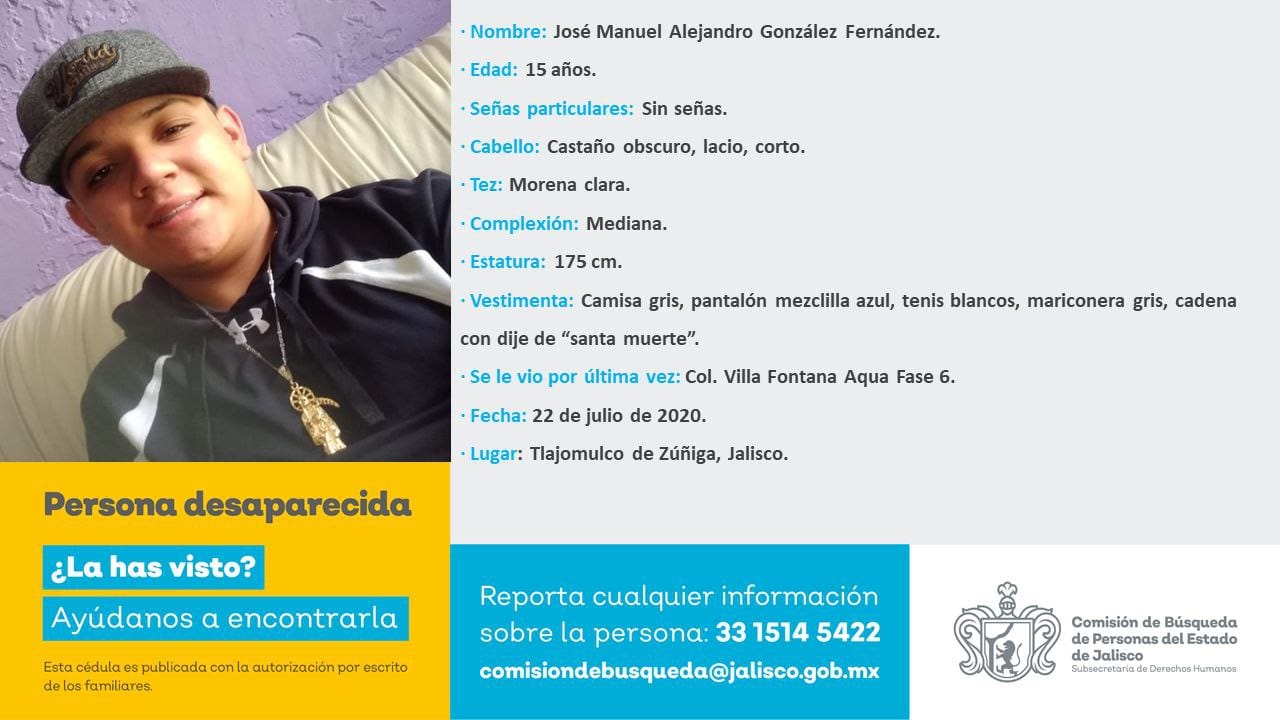 · Nombre: José Manuel Alejandro González Fernández.
· Edad: 15 años.
· Señas particulares: Sin señas.
· Cabello: Castaño obscuro, lacio, corto.
· Tez: Morena clara.
· Complexión: Mediana.
· Estatura: 175 cm.
· Vestimenta: Camisa gris, pantalón mezclilla azul, tenis blancos, mariconera gris, cadena
con dije de “santa muerte”.
· Se le vio por última vez: Col. Villa Fontana Aqua Fase 6.
· Fecha: 22 de julio de 2020.
· Lugar: Tlajomulco de Zúñiga, Jalisco.
Persona desaparecida
¿La has visto?
Ayúdanos a encontrarla
Esta cédula es publicada con la autorización por escrito
de los familiares.
Reporta cualquier información
sobre la persona: 33 1514 5422
comisiondebusqueda@jalisco.gob.mx
Comisión de Búsqueda
de Personas del Estado
de Jalisco
Subsecretaría de Derechos Humanos